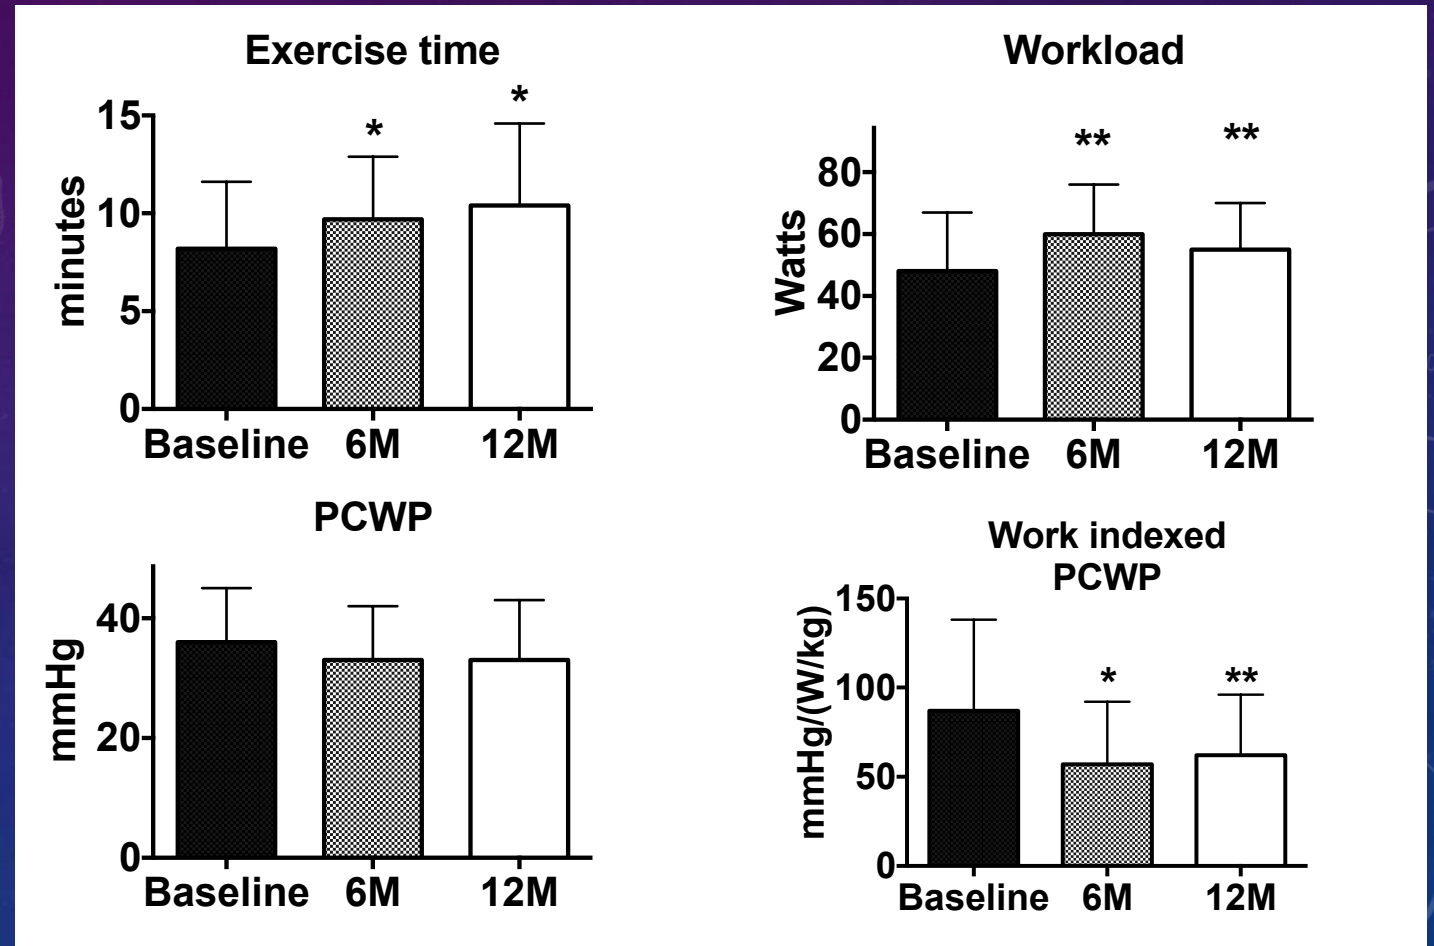 Exercise time
minutes
15
10
5
0
*
*
Baseline 6M 12M
Workload
Watts
80
60
40
20
0
**
**
Baseline 6M 12M
PCWP
mmHg
40
20
0
Baseline 6M 12M
Work indexed
PCWP
mmHg/(W/kg)
150
100
50
0
*
**
Baseline 6M 12M